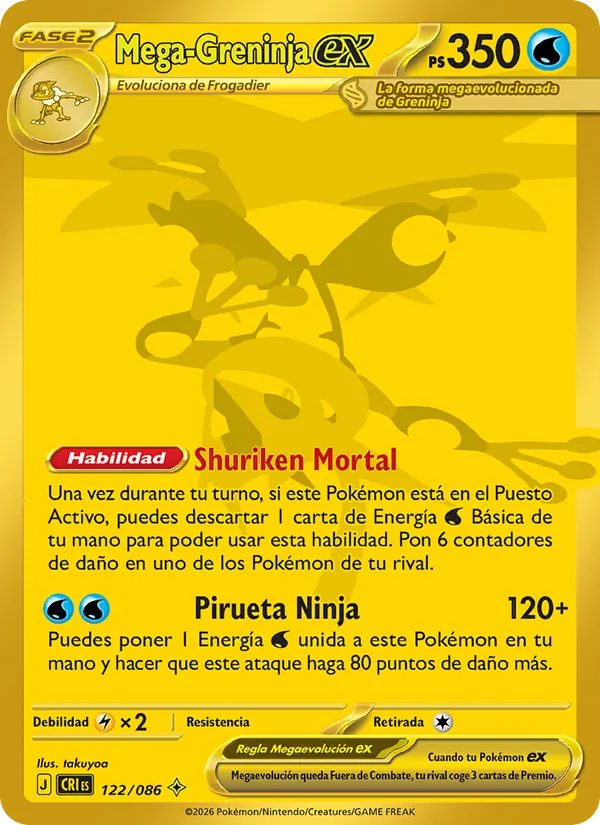 FASE 2
Mega-Greninja ex
PS 350
Evoluciona de Frogadier
La forma megaevolucionada
de Greninja
Habilidad Shuriken Mortal
Una vez durante tu turno, si este Pokémon está en el Puesto
Activo, puedes descartar 1 carta de Energía Básica de
tu mano para poder usar esta habilidad. Pon 6 contadores
de daño en uno de los Pokémon de tu rival.
Pirueta Ninja 120+
Puedes poner 1 Energía unida a este Pokémon en tu
mano y hacer que este ataque haga 80 puntos de daño más.
Debilidad ×2 Resistencia Retirada
Ilus. takuyoa
J CRI ES 122/086
Regla Megaevolución ex
Cuando tu Pokémon ex
Megaevolución queda Fuera de Combate, tu rival coge 3 cartas de Premio.
©2026 Pokémon/Nintendo/Creatures/GAME FREAK